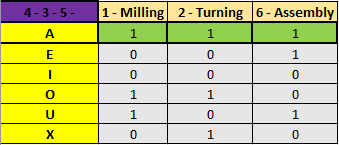 4 - 3 - 5 - 1 - Milling 2 - Turning 6 - Assembly
A 1 1 1
E 0 0 1
I 0 0 0
O 1 1 0
U 1 0 1
X 0 1 0